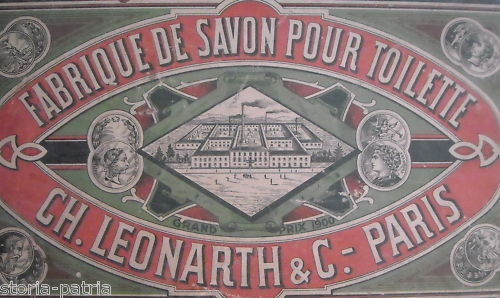 FABRIQUE DE SAVON POUR TOILETTE
GRAND PRIX 1900
CH. LEONARTH & C.- PARIS
storia-patria